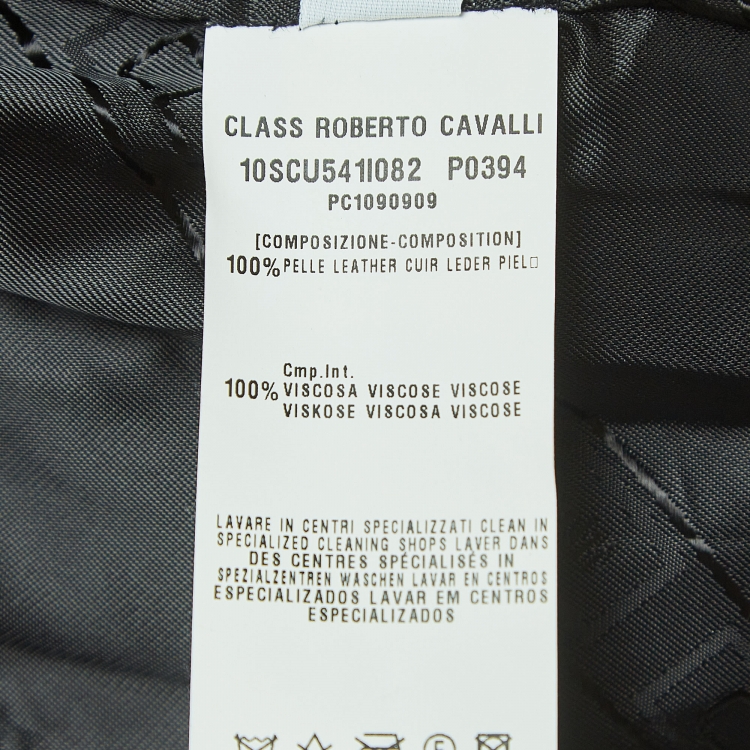 CLASS ROBERTO CAVALLI
10SCU541I082 P0394
PC1090909
[COMPOSIZIONE-COMPOSITION]
100% PELLE LEATHER CUIR LEDER PIEL□
Cmp.Int.
100% VISCOSA VISCOSE VISCOSE
VISKOSE VISCOSA VISCOSE
LAVARE IN CENTRI SPECIALIZZATI CLEAN IN
SPECIALIZED CLEANING SHOPS LAVER DANS
DES CENTRES SPÉCIALISÉS IN
SPEZIALZENTREN WASCHEN LAVAR EN CENTROS
ESPECIALIZADOS LAVAR EM CENTROS
ESPECIALIZADOS